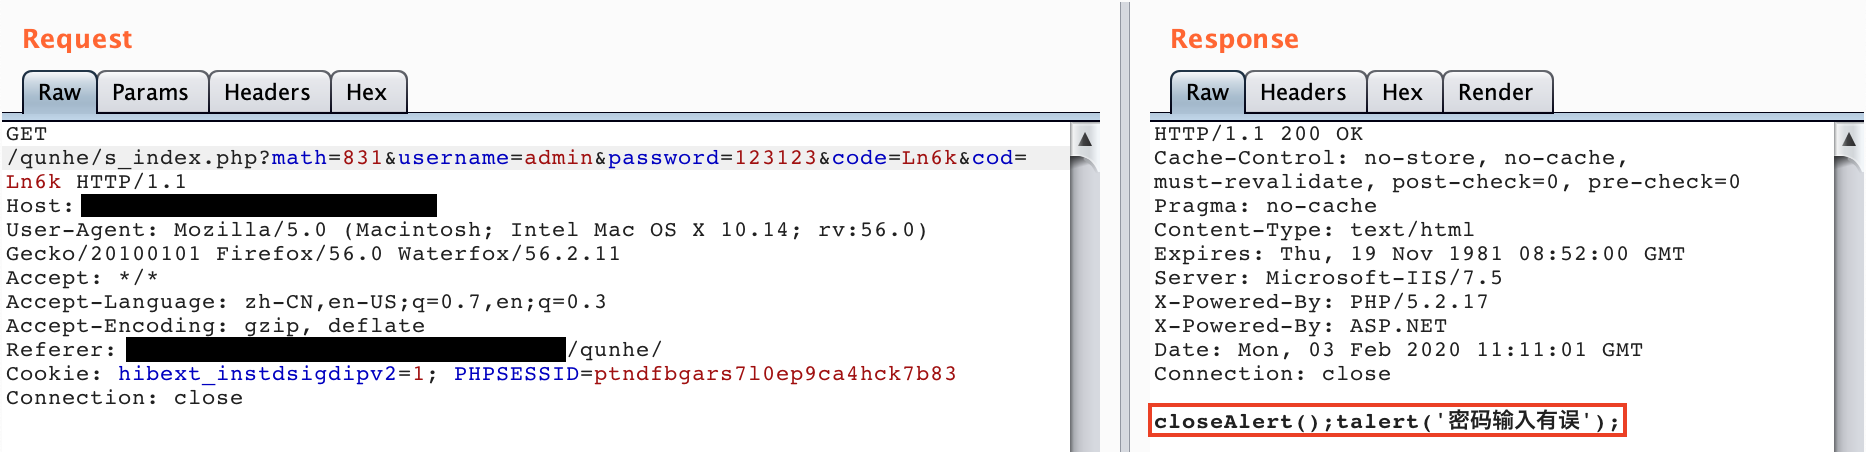 Request
Raw Params Headers Hex
GET
/qunhe/s_index.php?math=831&username=admin&password=123123&code=Ln6k&cod=
Ln6k HTTP/1.1
Host:
User-Agent: Mozilla/5.0 (Macintosh; Intel Mac OS X 10.14; rv:56.0)
Gecko/20100101 Firefox/56.0 Waterfox/56.2.11
Accept: */*
Accept-Language: zh-CN,en-US;q=0.7,en;q=0.3
Accept-Encoding: gzip, deflate
Referer: /qunhe/
Cookie: hibext_instdsigdipv2=1; PHPSESSID=ptndfbgars7l0ep9ca4hck7b83
Connection: close
Response
Raw Headers Hex Render
HTTP/1.1 200 OK
Cache-Control: no-store, no-cache,
must-revalidate, post-check=0, pre-check=0
Pragma: no-cache
Content-Type: text/html
Expires: Thu, 19 Nov 1981 08:52:00 GMT
Server: Microsoft-IIS/7.5
X-Powered-By: PHP/5.2.17
X-Powered-By: ASP.NET
Date: Mon, 03 Feb 2020 11:11:01 GMT
Connection: close
closeAlert();talert('密码输入有误');